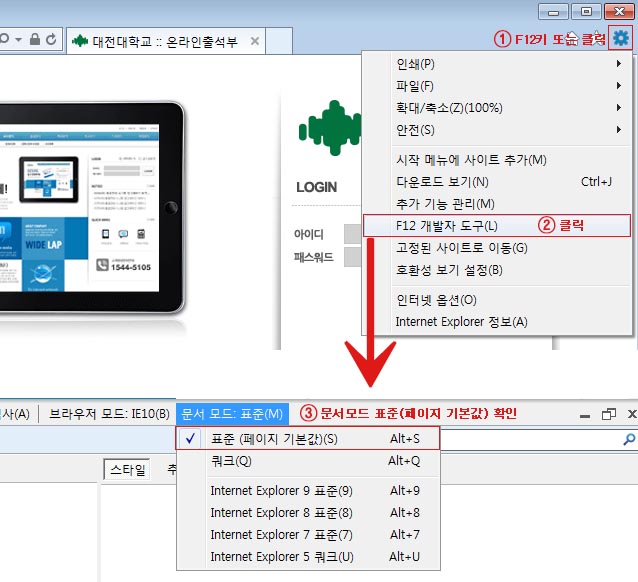 대전대학교 :: 온라인출석부
① F12키 또는 클릭
인쇄(P)
파일(F)
확대/축소(Z)(100%)
안전(S)
시작 메뉴에 사이트 추가(M)
다운로드 보기(N) Ctrl+J
추가 기능 관리(M)
F12 개발자 도구(L) ② 클릭
고정된 사이트로 이동(G)
호환성 보기 설정(B)
인터넷 옵션(O)
Internet Explorer 정보(A)
LOGIN
아이디
패스워드
WIDE LAP
1544-5105
사(A) 브라우저 모드: IE10(B) 문서 모드: 표준(M) ③ 문서모드 표준(페이지 기본값) 확인
표준 (페이지 기본값)(S) Alt+S
쿼크(Q) Alt+Q
스타일 추
Internet Explorer 9 표준(9) Alt+9
Internet Explorer 8 표준(8) Alt+8
Internet Explorer 7 표준(7) Alt+7
Internet Explorer 5 쿼크(U) Alt+U